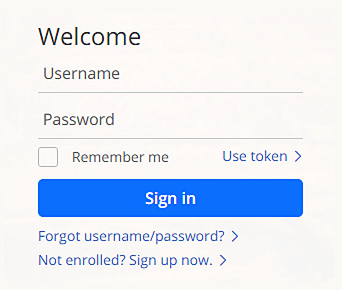 Welcome
Username
Password
Remember me Use token
Sign in
Forgot username/password?
Not enrolled? Sign up now.